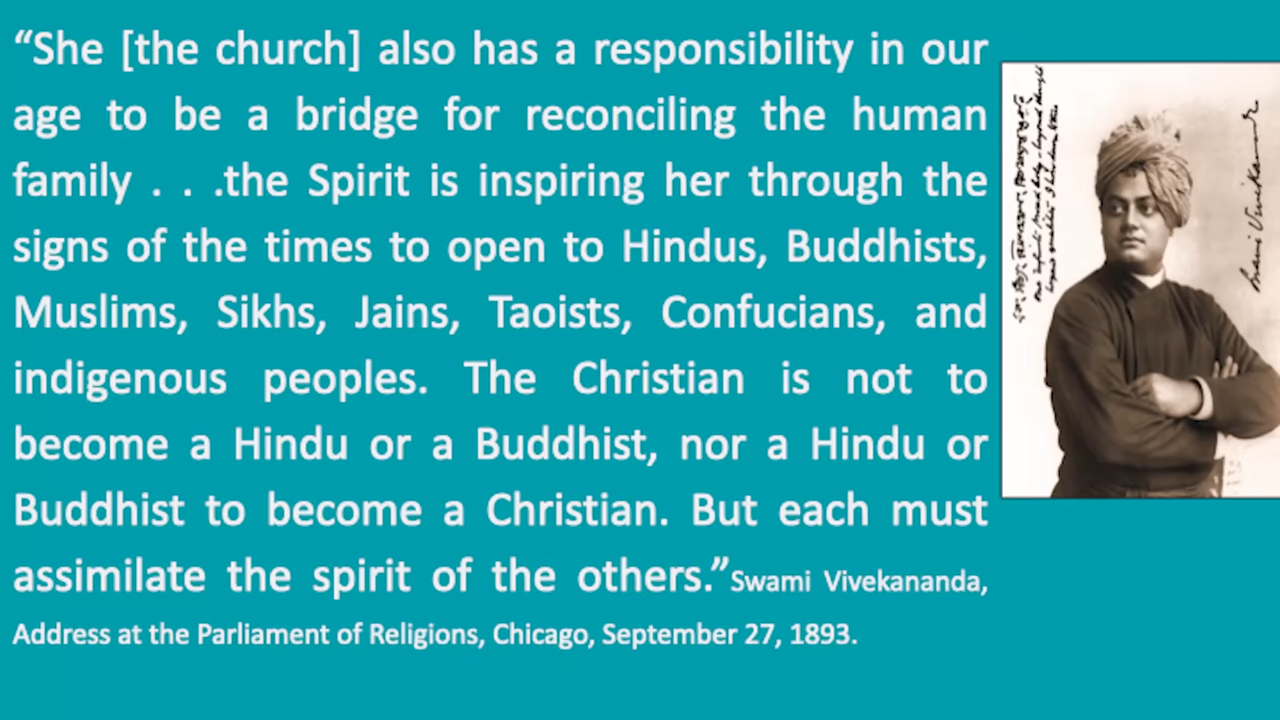 “She [the church] also has a responsibility in our
age to be a bridge for reconciling the human
family . . .the Spirit is inspiring her through the
signs of the times to open to Hindus, Buddhists,
Muslims, Sikhs, Jains, Taoists, Confucians, and
indigenous peoples. The Christian is not to
become a Hindu or a Buddhist, nor a Hindu or
Buddhist to become a Christian. But each must
assimilate the spirit of the others.”Swami Vivekananda,
Address at the Parliament of Religions, Chicago, September 27, 1893.
Swami Vivekananda